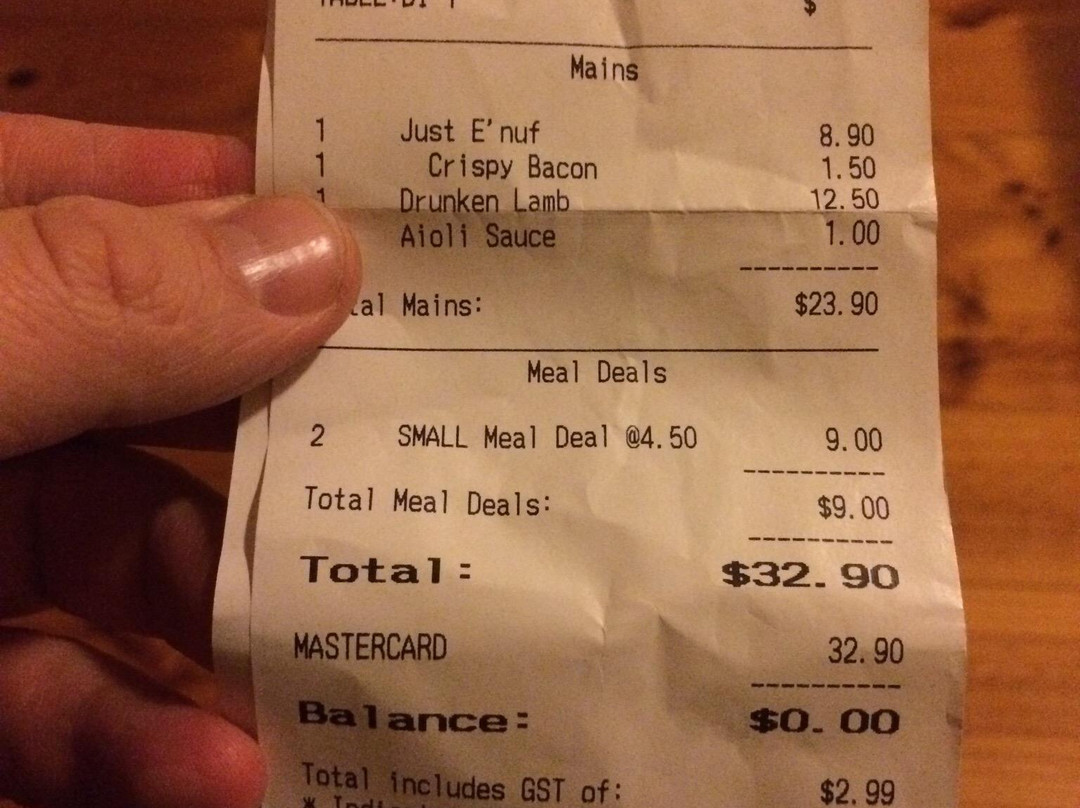 $
Mains
1 Just E'nuf 8.90
1 Crispy Bacon 1.50
1 Drunken Lamb 12.50
Aioli Sauce 1.00
Mains: $23.90
Meal Deals
2 SMALL Meal Deal @4.50 9.00
Total Meal Deals: $9.00
Total: $32.90
MASTERCARD 32.90
Balance: $0.00
Total includes GST of: $2.99